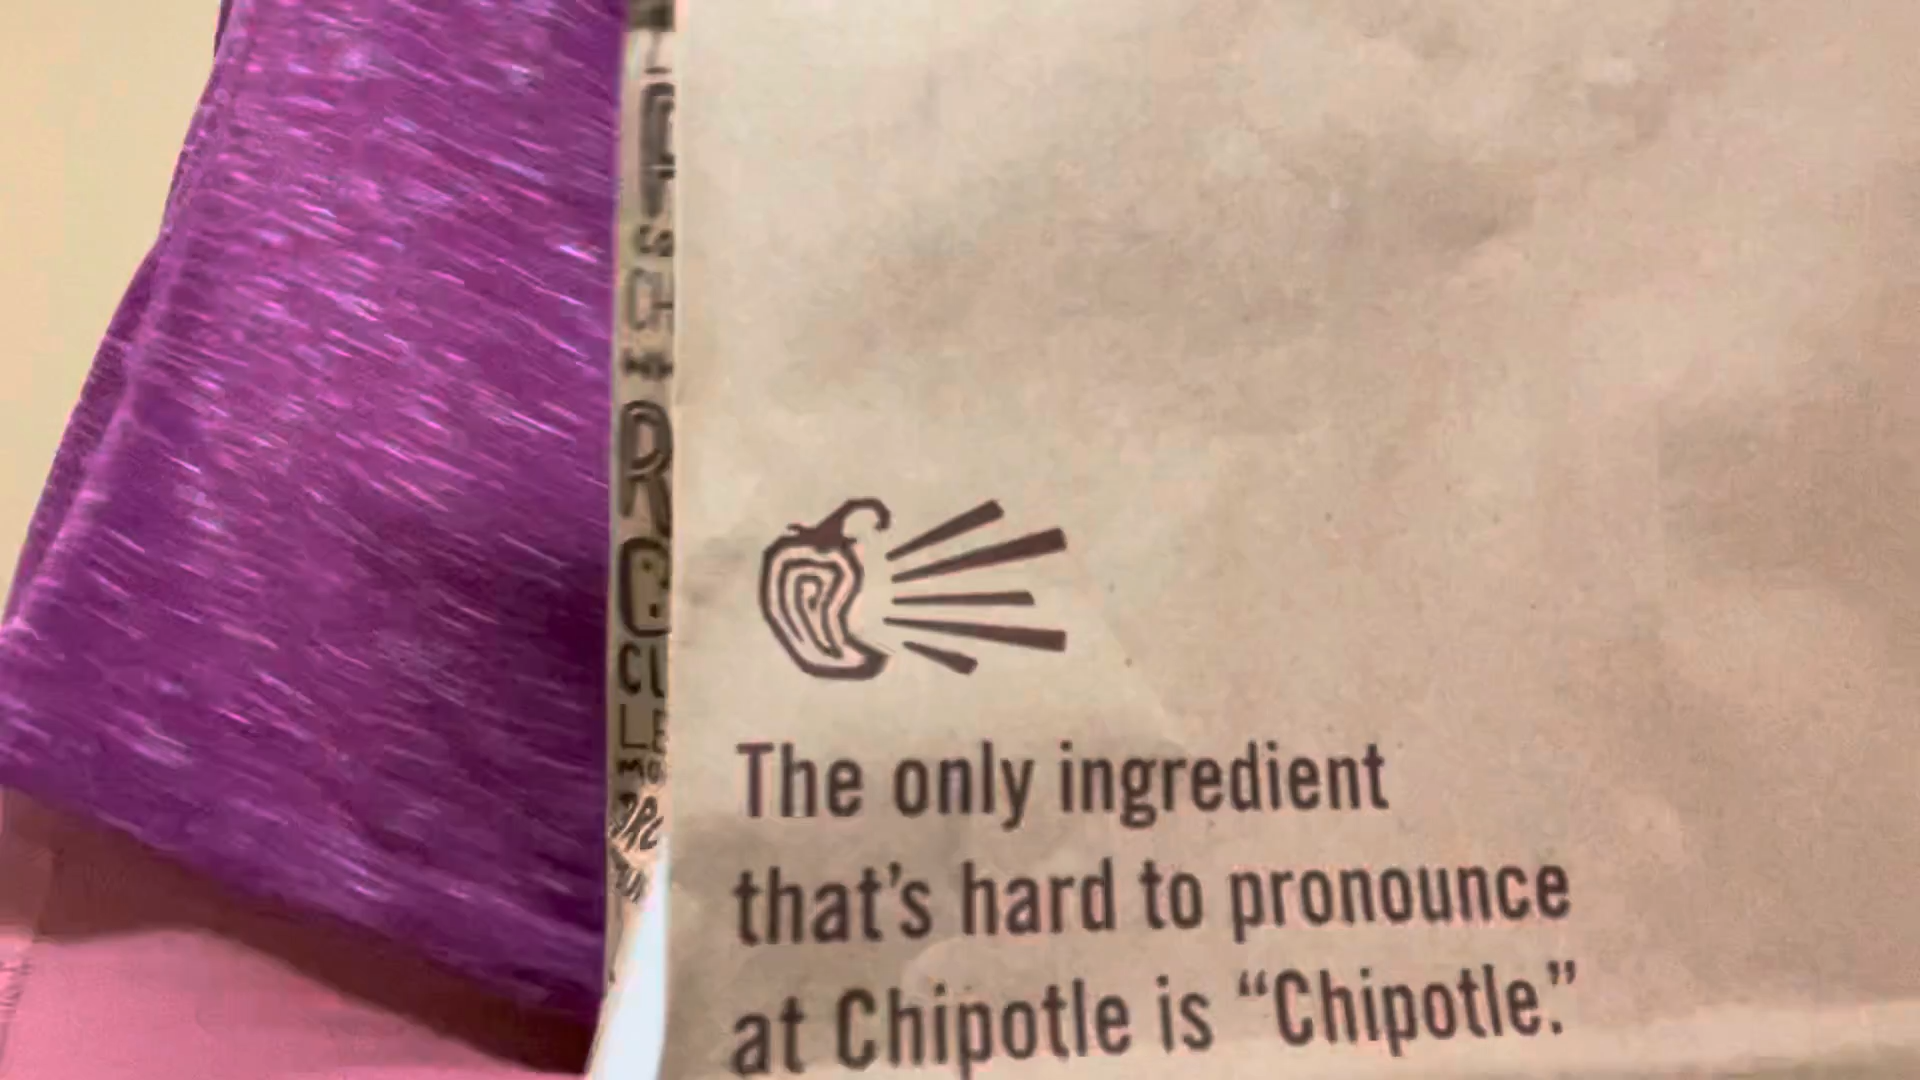 The only ingredient
that's hard to pronounce
at Chipotle is “Chipotle.”